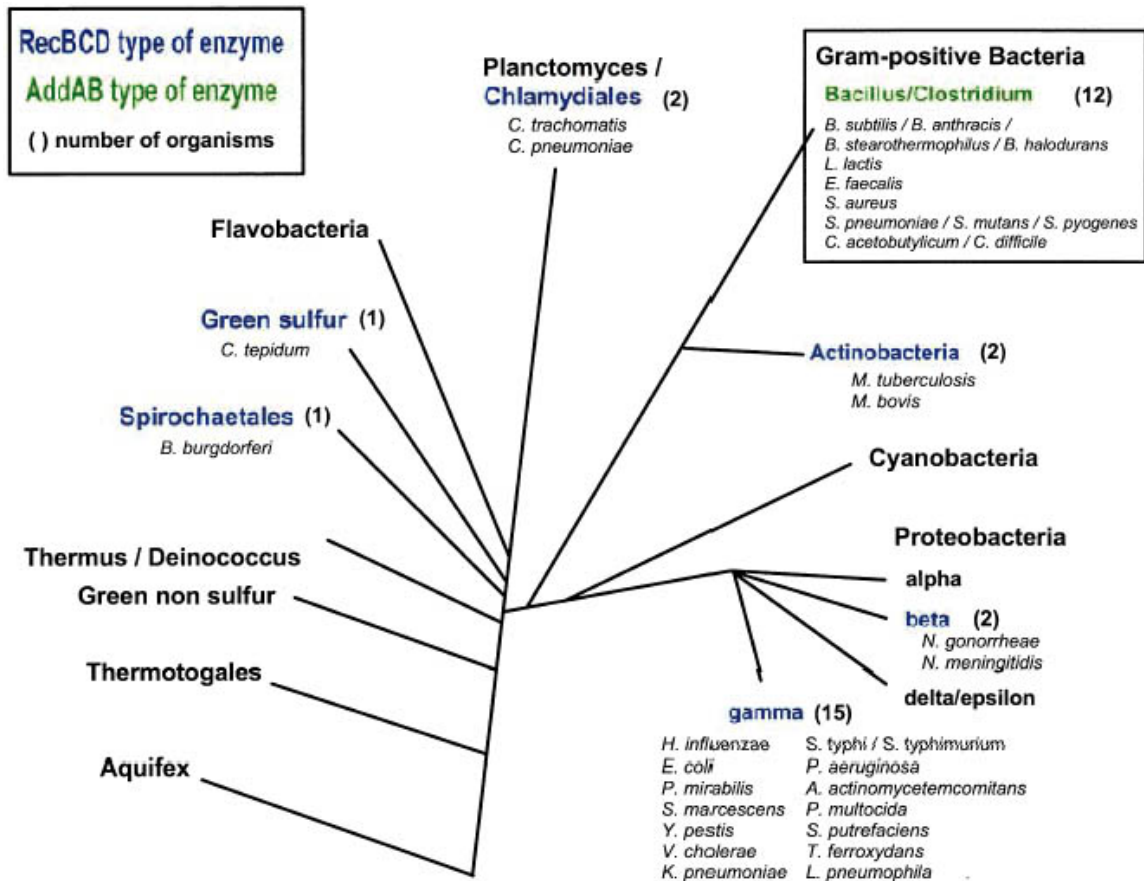 RecBCD type of enzyme
AddAB type of enzyme
( ) number of organisms
Planctomyces /
Chlamydiales (2)
C. trachomatis
C. pneumoniae
Gram-positive Bacteria
Bacillus/Clostridium (12)
B. subtilis / B. anthracis /
B. stearothermophilus / B. halodurans
L. lactis
E. faecalis
S. aureus
S. pneumoniae / S. mutans / S. pyogenes
C. acetobutylicum / C. difficile
Flavobacteria
Green sulfur (1)
C. tepidum
Spirochaetales (1)
B. burgdorferi
Actinobacteria (2)
M. tuberculosis
M. bovis
Cyanobacteria
Thermus / Deinococcus
Green non sulfur
Thermotogales
Aquifex
Proteobacteria
alpha
beta (2)
N. gonorrheae
N. meningitidis
delta/epsilon
gamma (15)
H. influenzae S. typhi / S. typhimurium
E. coli P. aeruginosa
P. mirabilis A. actinomycetemcomitans
S. marcescens P. multocida
Y. pestis S. putrefaciens
V. cholerae T. ferroxydans
K. pneumoniae L. pneumophila